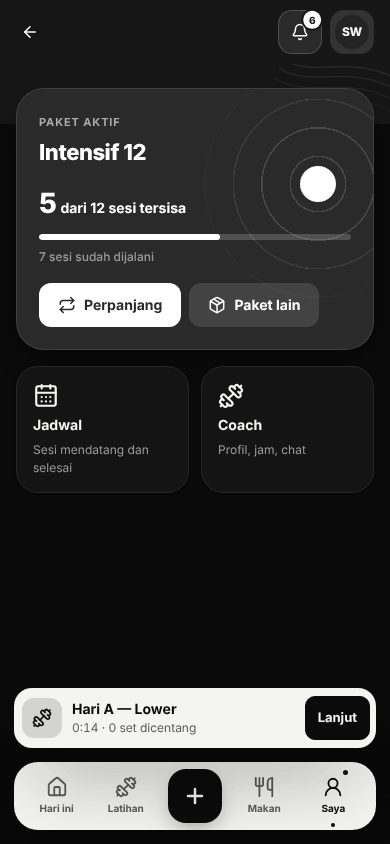 6
SW
PAKET AKTIF
Intensif 12
5 dari 12 sesi tersisa
7 sesi sudah dijalani
Perpanjang
Paket lain
Jadwal
Sesi mendatang dan
selesai
Coach
Profil, jam, chat
Hari A — Lower
0:14 · 0 set dicentang
Lanjut
Hari ini
Latihan
Makan
Saya